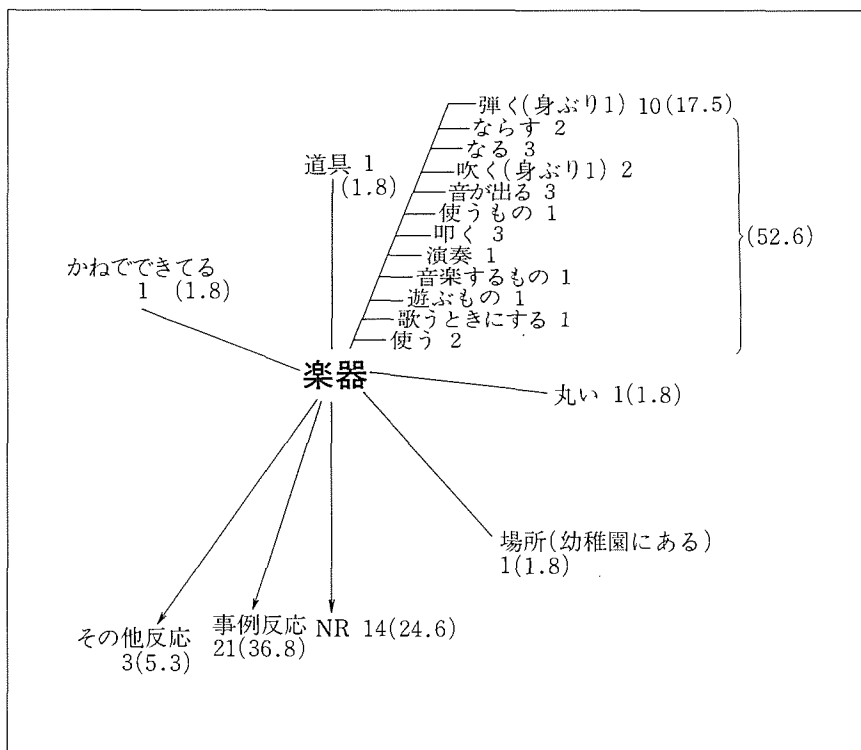 弾く(身ぶり1) 10(17.5)
ならす 2
なる 3
吹く(身ぶり1) 2
音が出る 3
使うもの 1
叩く 3
演奏 1
音楽するもの 1
遊ぶもの 1
歌うときにする 1
使う 2
(52.6)
道具 1
(1.8)
かねでできてる
1 (1.8)
楽器
丸い 1(1.8)
場所(幼稚園にある)
1(1.8)
その他反応
3(5.3)
事例反応
21(36.8)
NR 14(24.6)